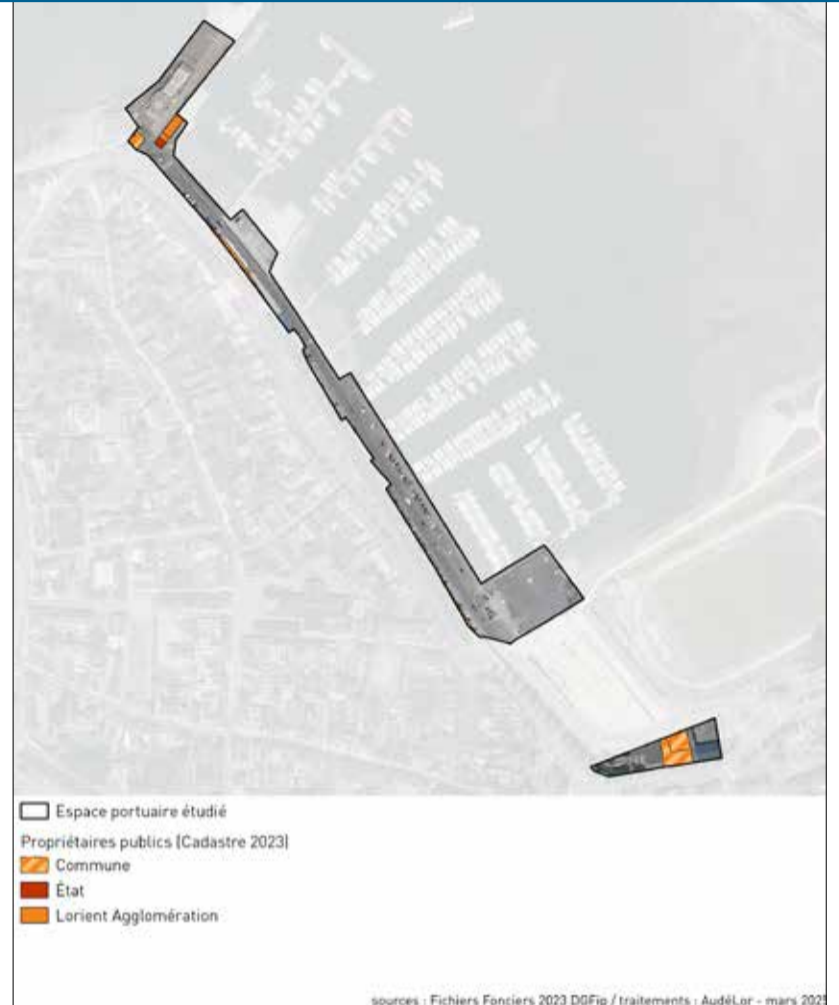 Espace portuaire étudié
Propriétaires publics (Cadastre 2023)
Commune
État
Lorient Agglomération
sources : Fichiers Fonciers 2023 DGFip / traitements : AudéLor - mars